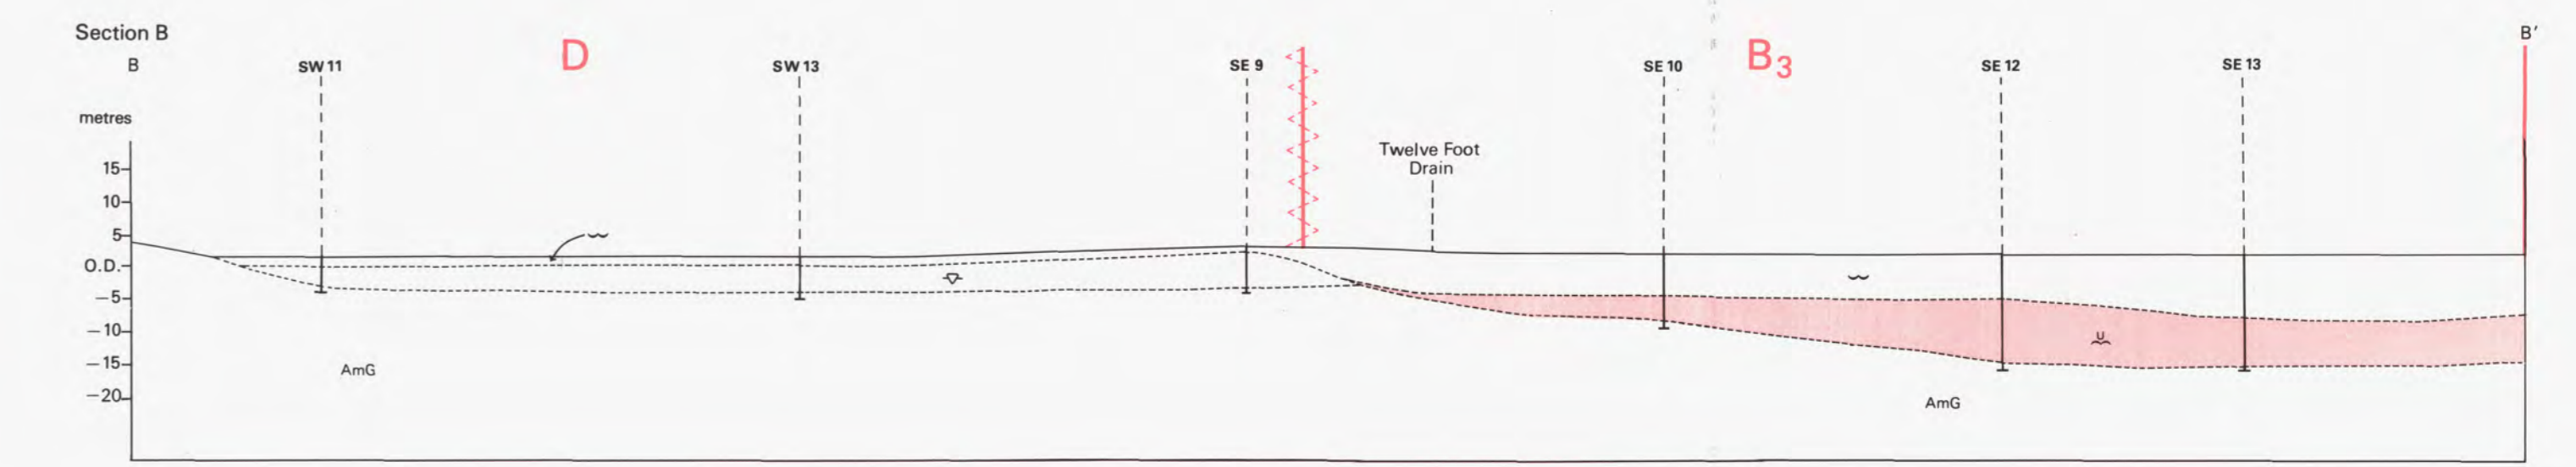 Section B
B
B'
SW 11
D
SW 13
SE 9
SE 10
B3
SE 12
SE 13
metres
15
10
5
O.D.
−5
−10
−15
−20
Twelve Foot
Drain
U
AmG
AmG